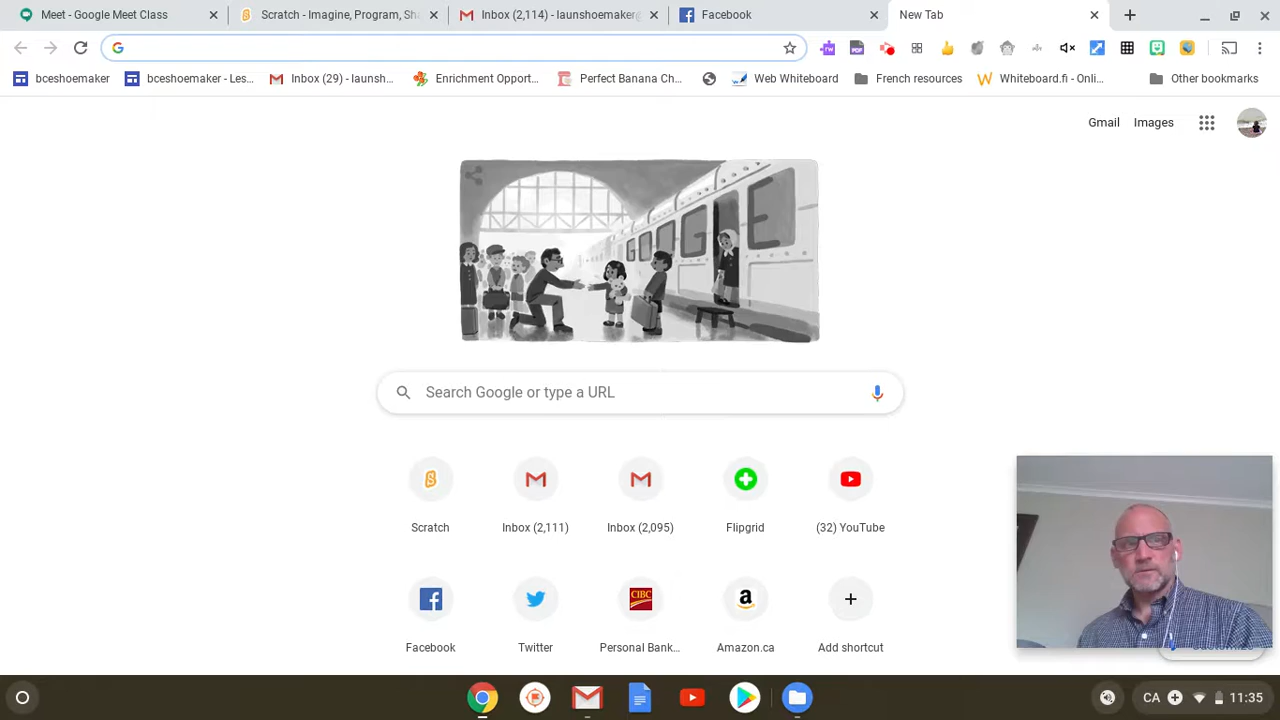 Meet - Google Meet Class
Scratch - Imagine, Program, Sha
Inbox (2,114) - launshoemaker@
Facebook
New Tab
bceshoemaker
bceshoemaker - Les...
Inbox (29) - launsh...
Enrichment Opport...
Perfect Banana Ch...
Web Whiteboard
French resources
Whiteboard.fi - Onli...
Other bookmarks
Gmail
Images
Search Google or type a URL
Scratch
Inbox (2,111)
Inbox (2,095)
Flipgrid
(32) YouTube
Facebook
Twitter
CIBC
Personal Bank...
Amazon.ca
Add shortcut
CA
11:35